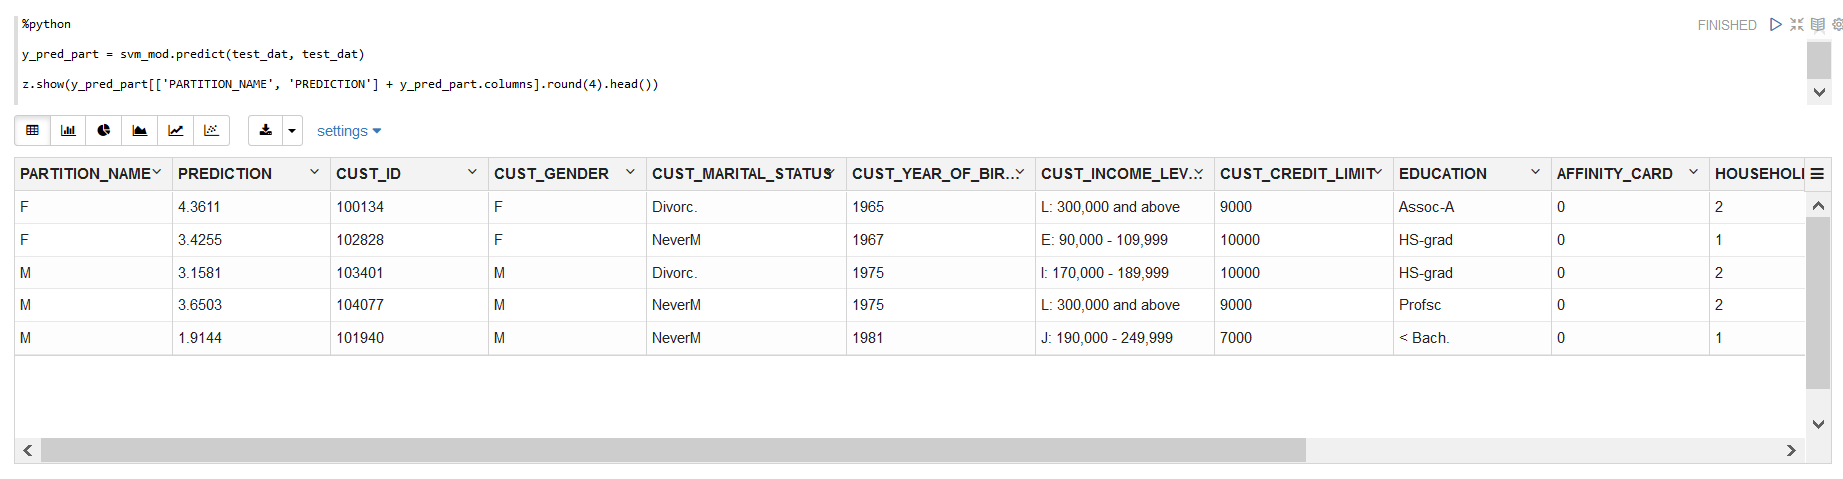 %python
FINISHED
y_pred_part = svm_mod.predict(test_dat, test_dat)
z.show(y_pred_part[['PARTITION_NAME', 'PREDICTION'] + y_pred_part.columns].round(4).head())
settings
PARTITION_NAME PREDICTION CUST_ID CUST_GENDER CUST_MARITAL_STATUS CUST_YEAR_OF_BIR... CUST_INCOME_LEV... CUST_CREDIT_LIMIT EDUCATION AFFINITY_CARD HOUSEHOL
F 4.3611 100134 F Divorc. 1965 L: 300,000 and above 9000 Assoc-A 0 2
F 3.4255 102828 F NeverM 1967 E: 90,000 - 109,999 10000 HS-grad 0 1
M 3.1581 103401 M Divorc. 1975 I: 170,000 - 189,999 10000 HS-grad 0 2
M 3.6503 104077 M NeverM 1975 L: 300,000 and above 9000 Profsc 0 2
M 1.9144 101940 M NeverM 1981 J: 190,000 - 249,999 7000 < Bach. 0 1